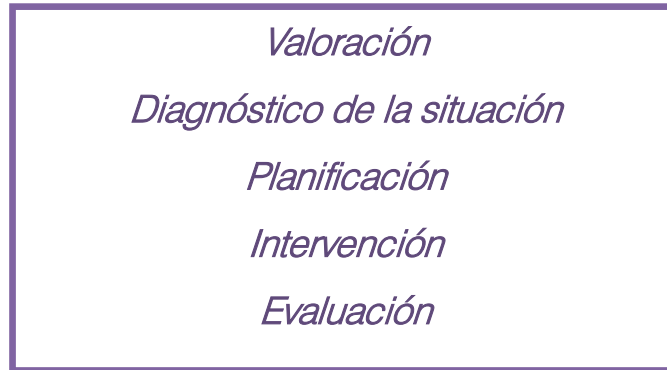 Valoración
Diagnóstico de la situación
Planificación
Intervención
Evaluación